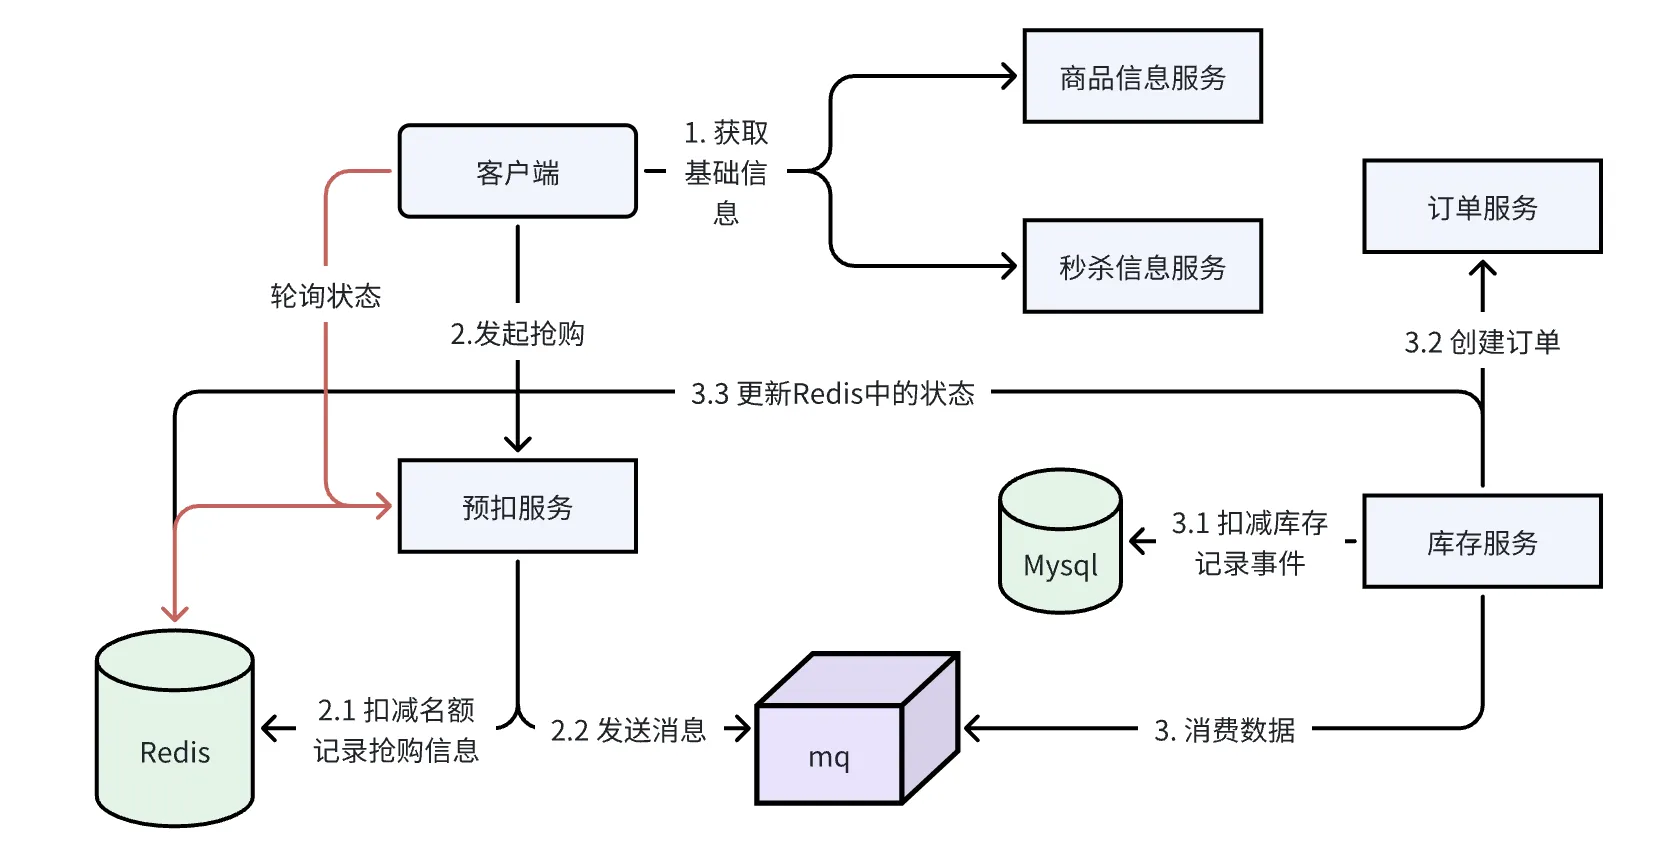 商品信息服务
1. 获取
基础信
息
客户端
订单服务
秒杀信息服务
轮询状态
2.发起抢购
3.2 创建订单
3.3 更新Redis中的状态
预扣服务
3.1 扣减库存
记录事件
库存服务
Mysql
2.1 扣减名额
记录抢购信息
2.2 发送消息
3. 消费数据
Redis
mq